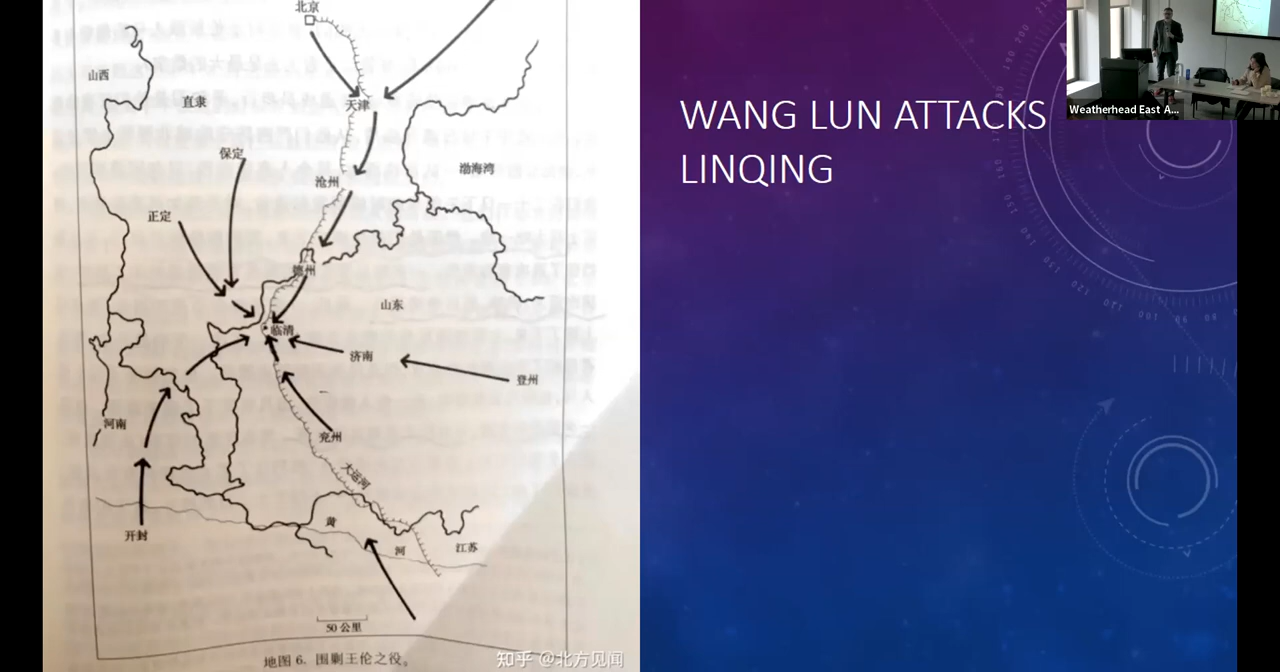 北京
山西
直隶
天津
保定
沧州
渤海湾
正定
德州
山东
临清
济南
登州
河南
兖州
大运河
开封
黄
河
江苏
50 公里
地图 6. 围剿王伦之役。
知乎 @北方见闻
WANG LUN ATTACKS
LINQING
Weatherhead East A...